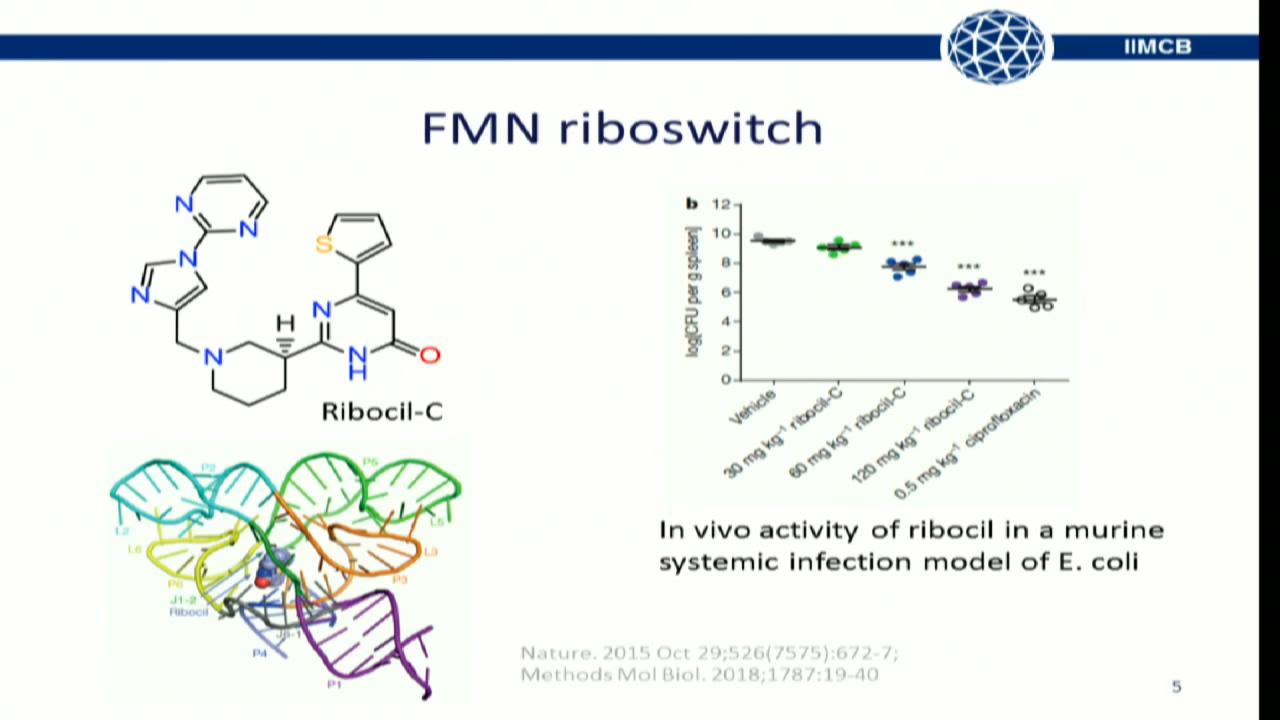 IIMCB
FMN riboswitch
N
N
N
N
S
H
N
N
N
H
O
Ribocil-C
b
12
10
8
6
4
2
0
log[CFU per g spleen]
***
***
***
Vehicle
30 mg kg⁻¹ ribocil-C
60 mg kg⁻¹ ribocil-C
120 mg kg⁻¹ ribocil-C
0.5 mg kg⁻¹ ciprofloxacin
In vivo activity of ribocil in a murine
systemic infection model of E. coli
P2
P5
L2
L5
L6
L3
P6
P3
J1-2
Ribocil
J6-1
P4
P1
Nature. 2015 Oct 29;526(7575):672-7;
Methods Mol Biol. 2018;1787:19-40
5